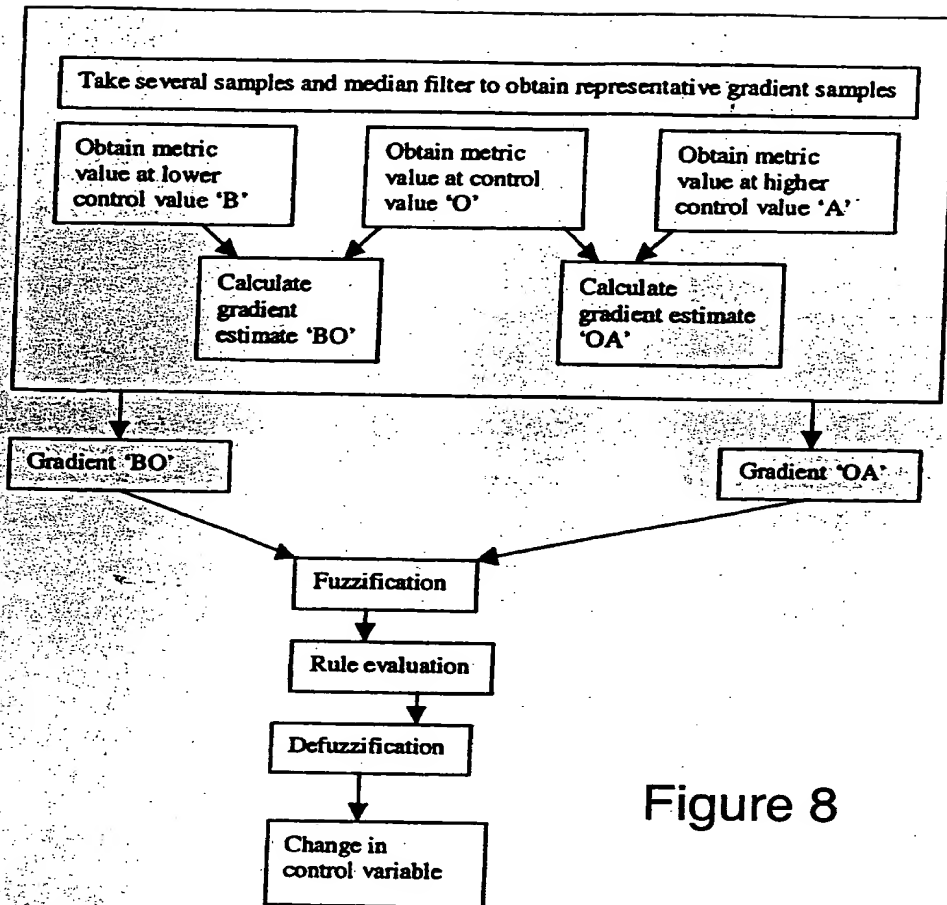 Take several samples and median filter to obtain representative gradient samples
Obtain metric
value at lower
control value 'B'
Obtain metric
value at control
value 'O'
Obtain metric
value at higher
control value 'A'
Calculate
gradient
estimate 'BO'
Calculate
gradient estimate
'OA'
Gradient 'BO'
Gradient 'OA'
Fuzzification
Rule evaluation
Defuzzification
Change in
control variable
Figure 8